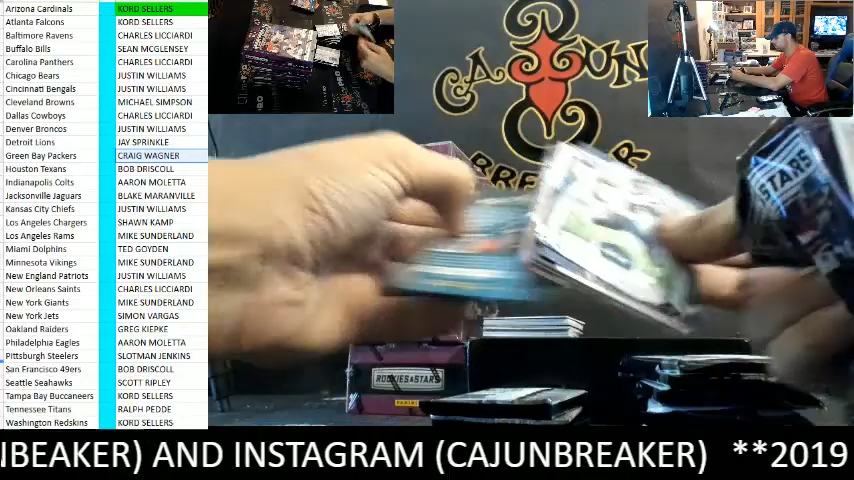 Arizona Cardinals KORD SELLERS
Atlanta Falcons KORD SELLERS
Baltimore Ravens CHARLES LICCIARDI
Buffalo Bills SEAN MCGLENSEY
Carolina Panthers CHARLES LICCIARDI
Chicago Bears JUSTIN WILLIAMS
Cincinnati Bengals JUSTIN WILLIAMS
Cleveland Browns MICHAEL SIMPSON
Dallas Cowboys CHARLES LICCIARDI
Denver Broncos JUSTIN WILLIAMS
Detroit Lions JAY SPRINKLE
Green Bay Packers CRAIG WAGNER
Houston Texans BOB DRISCOLL
Indianapolis Colts AARON MOLETTA
Jacksonville Jaguars BLAKE MARANVILLE
Kansas City Chiefs JUSTIN WILLIAMS
Los Angeles Chargers SHAWN KAMP
Los Angeles Rams MIKE SUNDERLAND
Miami Dolphins TED GOYDEN
Minnesota Vikings MIKE SUNDERLAND
New England Patriots JUSTIN WILLIAMS
New Orleans Saints CHARLES LICCIARDI
New York Giants MIKE SUNDERLAND
New York Jets SIMON VARGAS
Oakland Raiders GREG KIEPKE
Philadelphia Eagles AARON MOLETTA
Pittsburgh Steelers SLOTMAN JENKINS
San Francisco 49ers BOB DRISCOLL
Seattle Seahawks SCOTT RIPLEY
Tampa Bay Buccaneers KORD SELLERS
Tennessee Titans RALPH PEDDE
Washington Redskins KORD SELLERS
CAJUN
BREAKER
STARS
ROOKIES&STARS
PANINI
NBEAKER) AND INSTAGRAM (CAJUNBREAKER) **2019